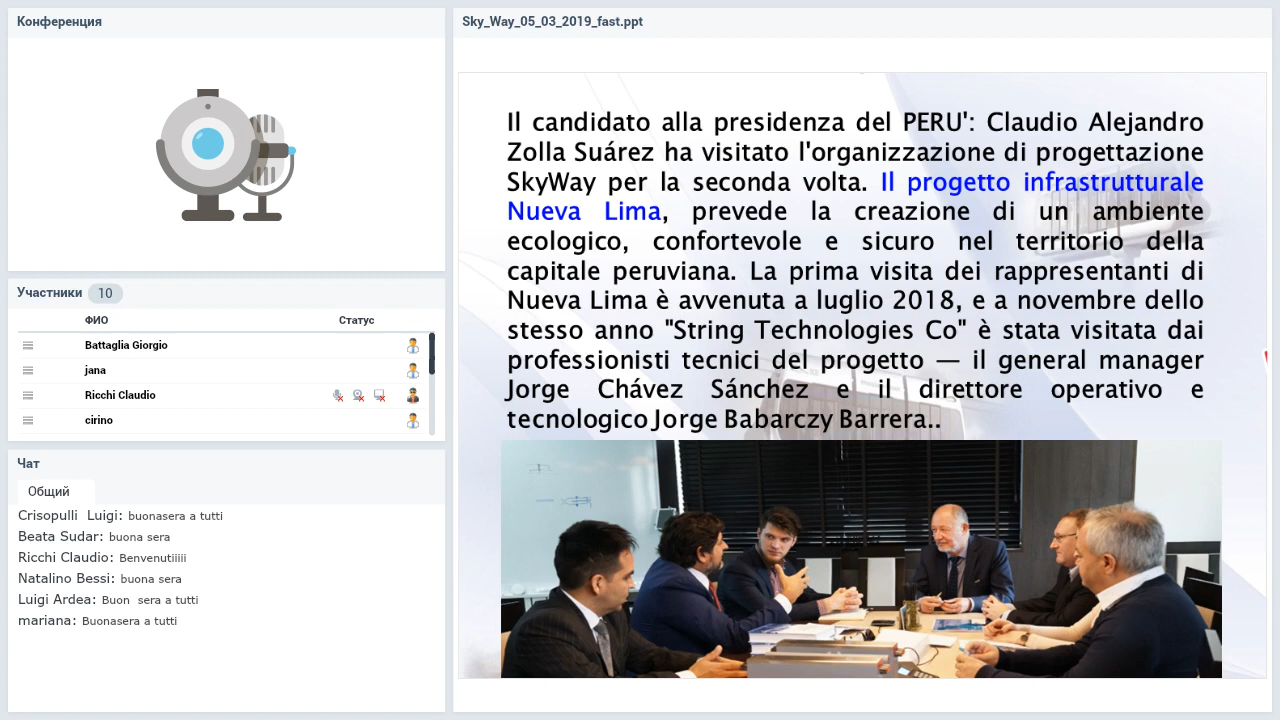 Конференция
Участники 10
ФИО Статус
Battaglia Giorgio
jana
Ricchi Claudio
cirino
Чат
Общий
Crisopulli Luigi: buonasera a tutti
Beata Sudar: buona sera
Ricchi Claudio: Benvenutiiiii
Natalino Bessi: buona sera
Luigi Ardea: Buon sera a tutti
mariana: Buonasera a tutti
Sky_Way_05_03_2019_fast.ppt
Il candidato alla presidenza del PERU': Claudio Alejandro
Zolla Suárez ha visitato l'organizzazione di progettazione
SkyWay per la seconda volta. Il progetto infrastrutturale
Nueva Lima, prevede la creazione di un ambiente
ecologico, confortevole e sicuro nel territorio della
capitale peruviana. La prima visita dei rappresentanti di
Nueva Lima è avvenuta a luglio 2018, e a novembre dello
stesso anno "String Technologies Co" è stata visitata dai
professionisti tecnici del progetto — il general manager
Jorge Chávez Sánchez e il direttore operativo e
tecnologico Jorge Babarczy Barrera..